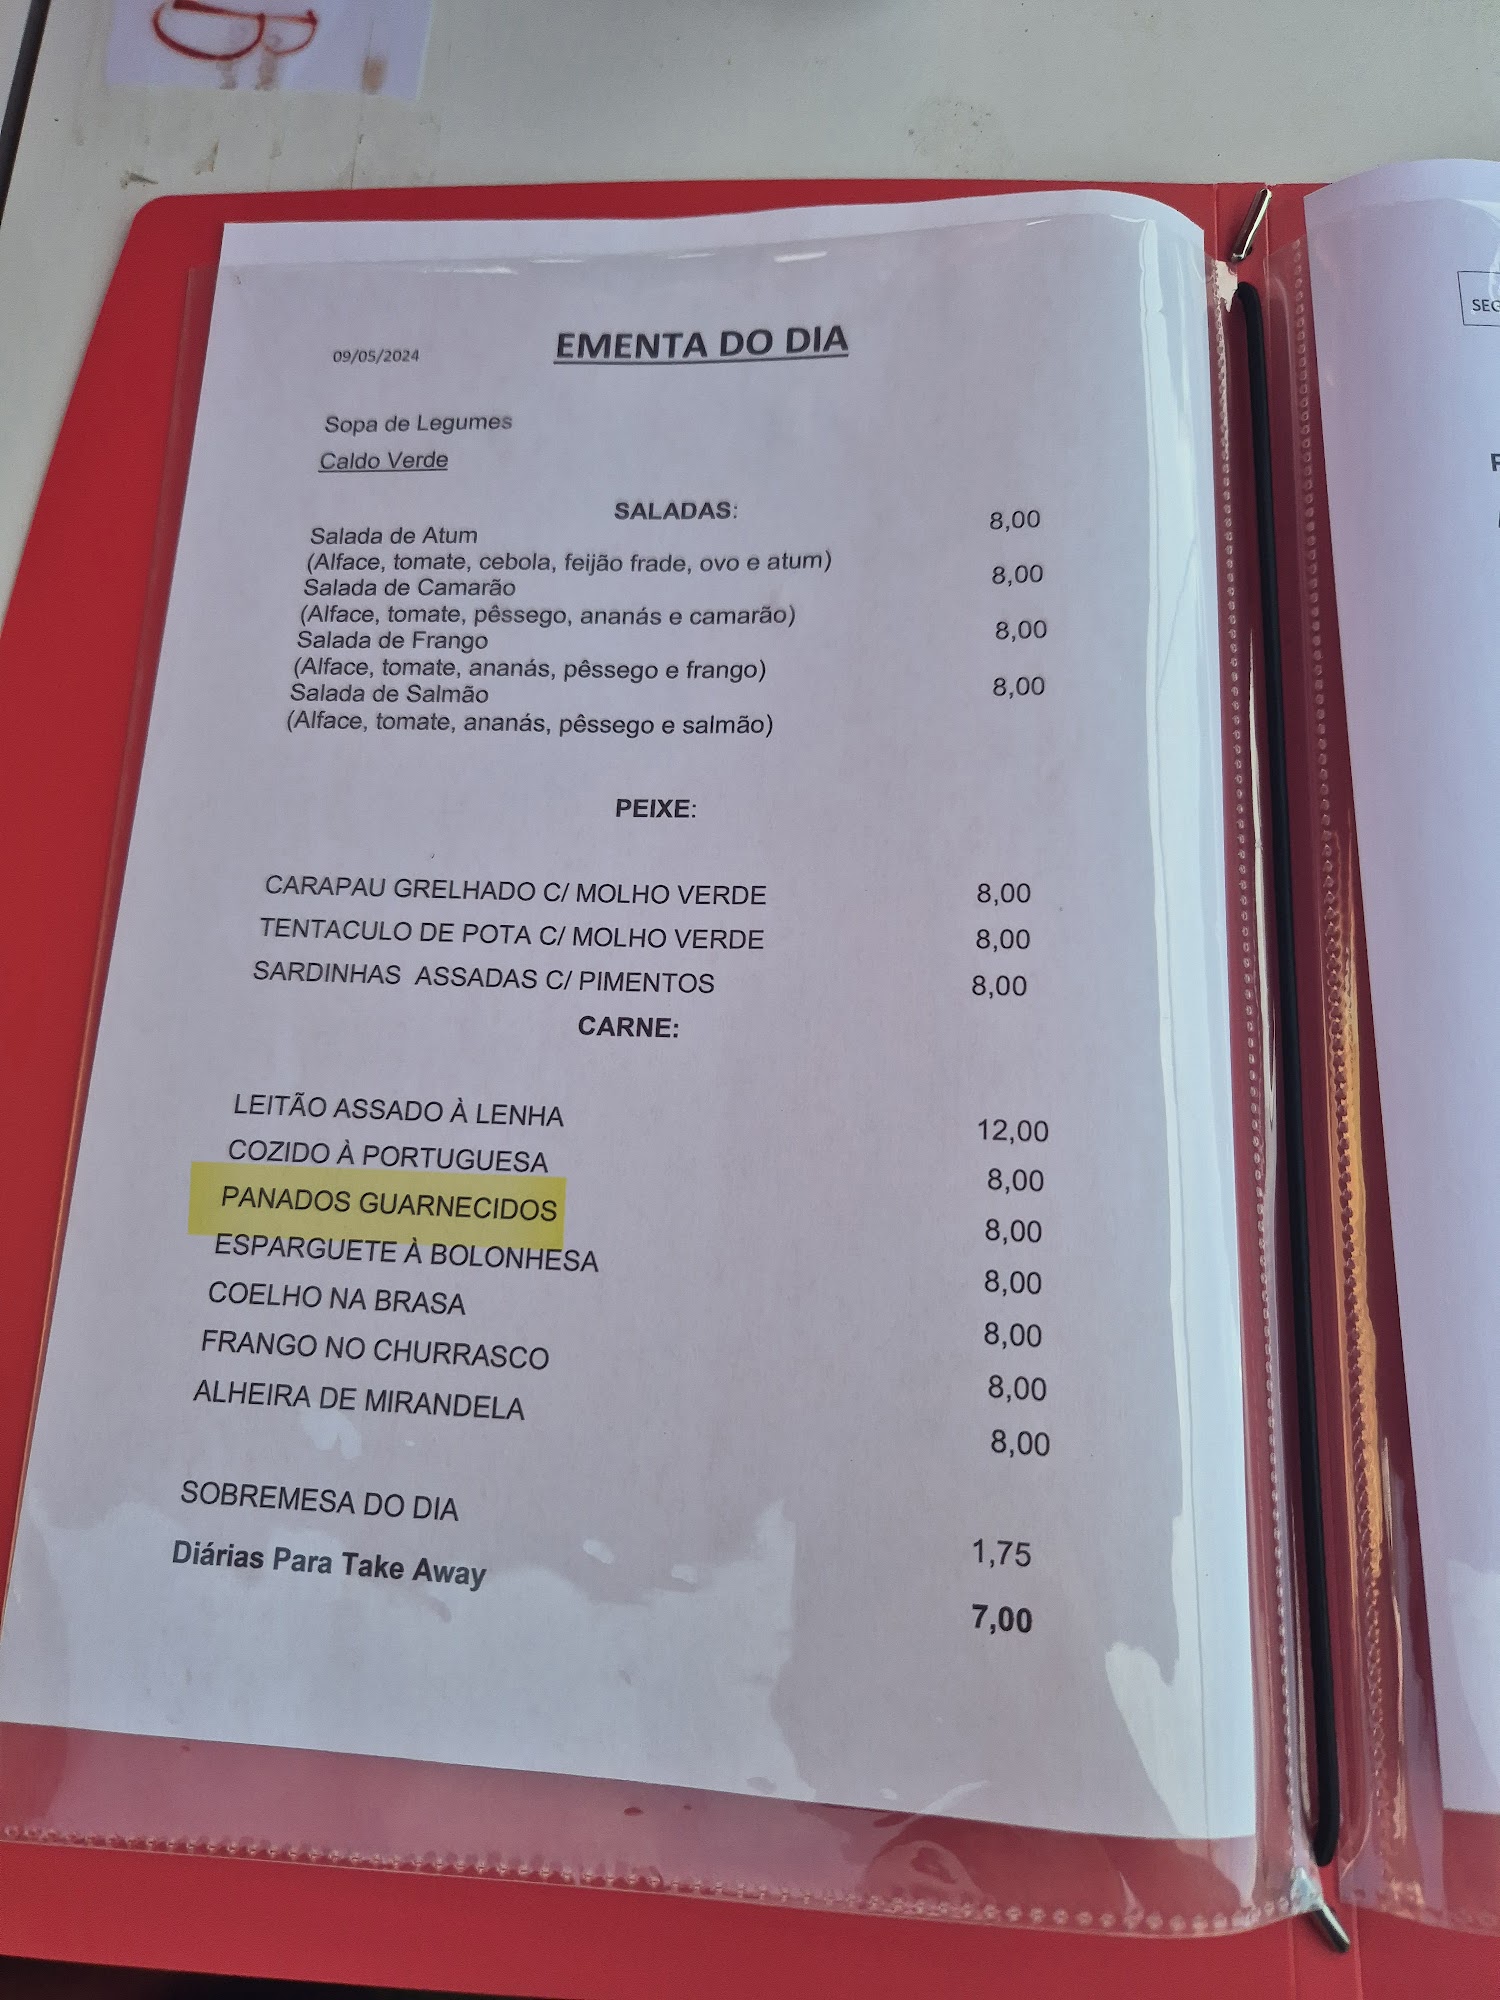 EMENTA DO DIA
09/05/2024
Sopa de Legumes
Caldo Verde
SALADAS:
Salada de Atum 8,00
(Alface, tomate, cebola, feijão frade, ovo e atum)
Salada de Camarão 8,00
(Alface, tomate, pêssego, ananás e camarão)
Salada de Frango 8,00
(Alface, tomate, ananás, pêssego e frango)
Salada de Salmão 8,00
(Alface, tomate, ananás, pêssego e salmão)
PEIXE:
CARAPAU GRELHADO C/ MOLHO VERDE 8,00
TENTACULO DE POTA C/ MOLHO VERDE 8,00
SARDINHAS ASSADAS C/ PIMENTOS 8,00
CARNE:
LEITÃO ASSADO À LENHA 12,00
COZIDO À PORTUGUESA 8,00
PANADOS GUARNECIDOS 8,00
ESPARGUETE À BOLONHESA 8,00
COELHO NA BRASA 8,00
FRANGO NO CHURRASCO 8,00
ALHEIRA DE MIRANDELA 8,00
SOBREMESA DO DIA 1,75
Diárias Para Take Away 7,00
SEG